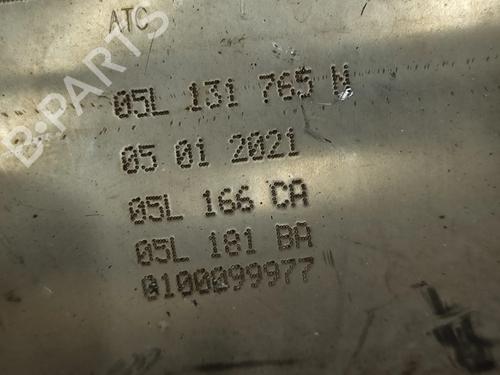 ATC
05L 131 765 N
05 01 2021
05L 166 CA
05L 181 BA
0100099977
B-PARTS